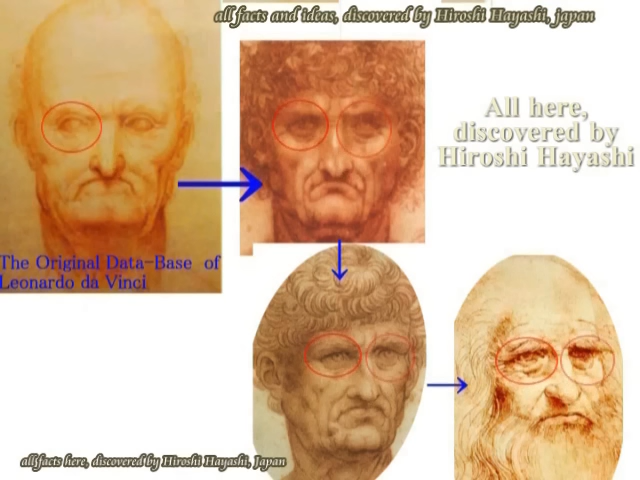 all facts and ideas, discovered by Hiroshi Hayashi, japan
All here,
discovered by
Hiroshi Hayashi
The Original Data-Base of
Leonardo da Vinci
all facts here, discovered by Hiroshi Hayashi, Japan